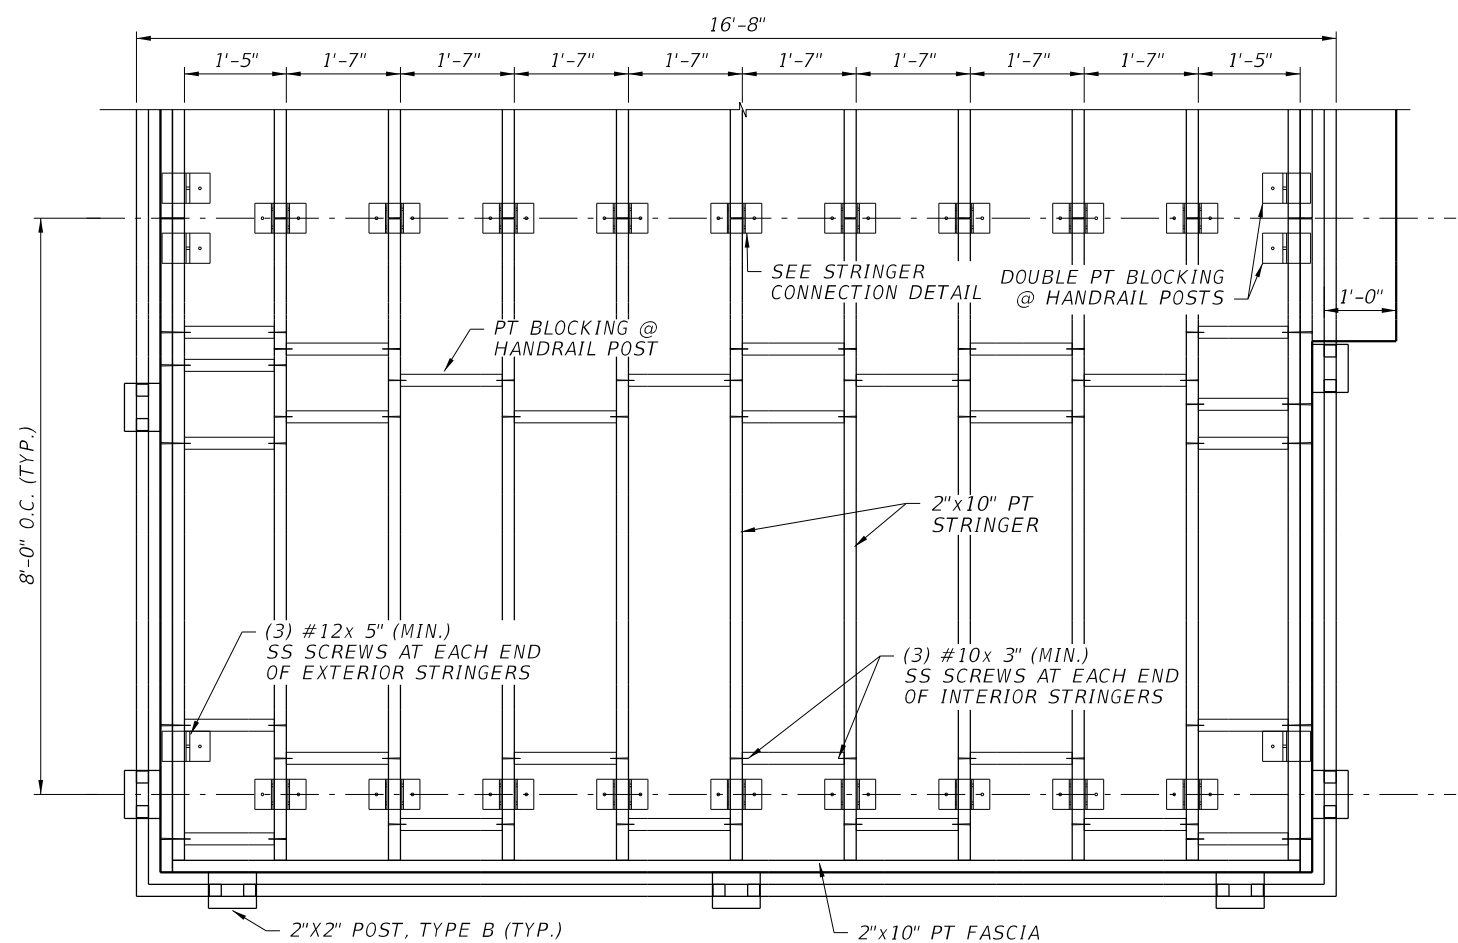 16'-8"
1'-5" 1'-7" 1'-7" 1'-7" 1'-7" 1'-7" 1'-7" 1'-7" 1'-7" 1'-5"
SEE STRINGER
CONNECTION DETAIL
DOUBLE PT BLOCKING
@ HANDRAIL POSTS
1'-0"
PT BLOCKING @
HANDRAIL POST
8'-0" O.C. (TYP.)
2"x10" PT
STRINGER
(3) #12x 5" (MIN.)
SS SCREWS AT EACH END
OF EXTERIOR STRINGERS
(3) #10x 3" (MIN.)
SS SCREWS AT EACH END
OF INTERIOR STRINGERS
2"X2" POST, TYPE B (TYP.)
2"x10" PT FASCIA